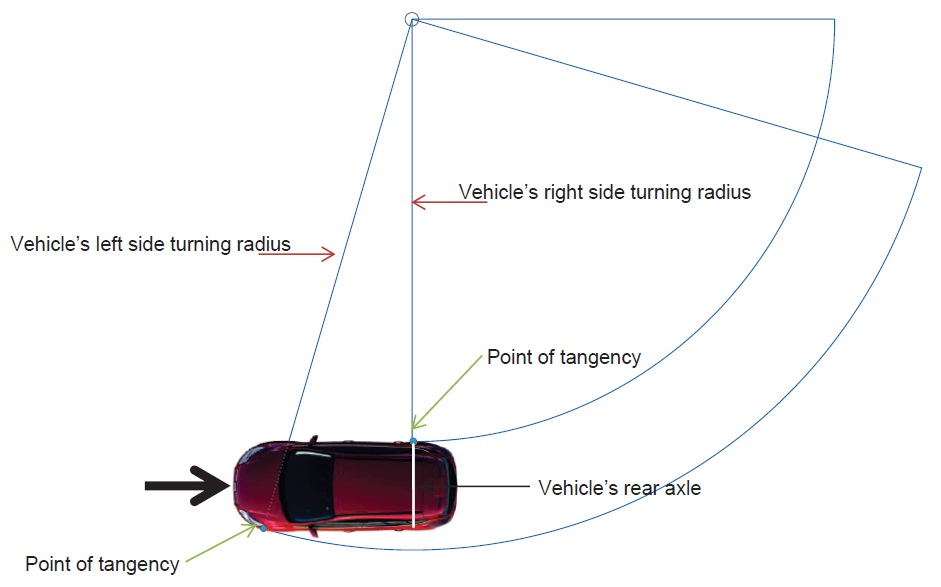 Vehicle’s right side turning radius
Vehicle’s left side turning radius
Point of tangency
Vehicle’s rear axle
Point of tangency